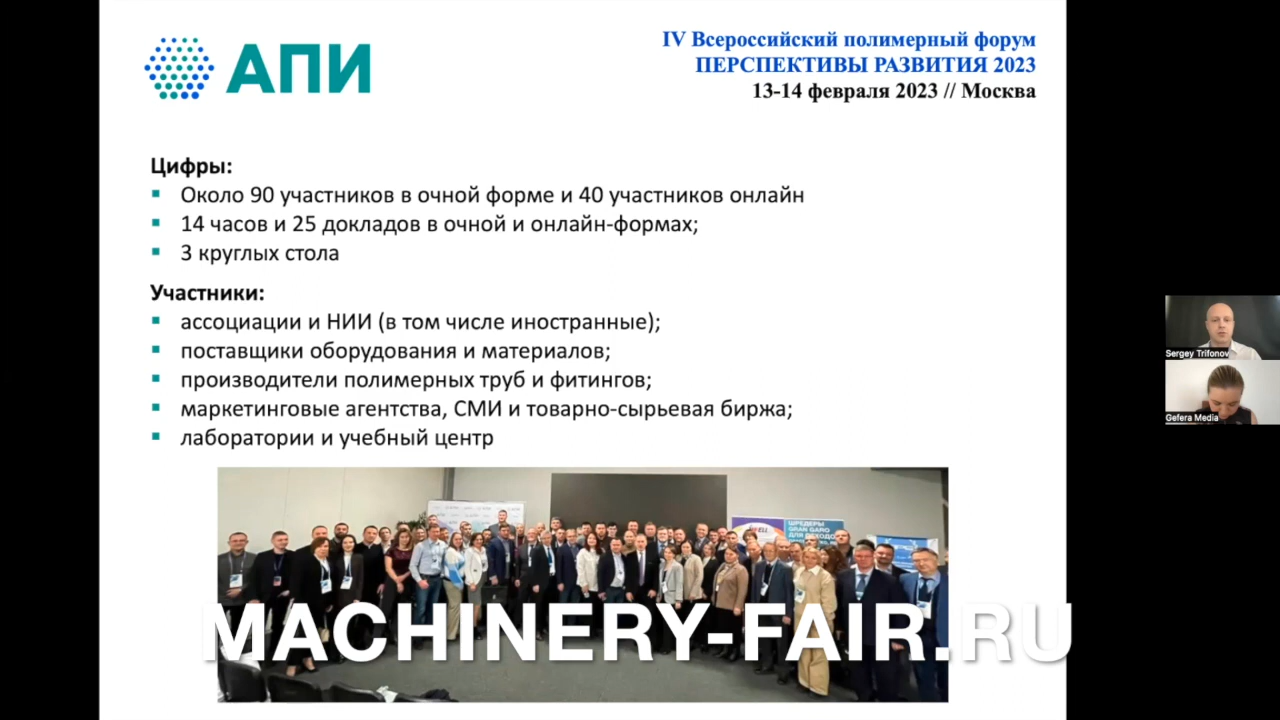 АПИ
IV Всероссийский полимерный форум
ПЕРСПЕКТИВЫ РАЗВИТИЯ 2023
13-14 февраля 2023 // Москва
Цифры:
Около 90 участников в очной форме и 40 участников онлайн
14 часов и 25 докладов в очной и онлайн-формах;
3 круглых стола
Участники:
ассоциации и НИИ (в том числе иностранные);
поставщики оборудования и материалов;
производители полимерных труб и фитингов;
маркетинговые агентства, СМИ и товарно-сырьевая биржа;
лаборатории и учебный центр
ШРЕДЕРЫ
GRAN GARO
MACHINERY-FAIR.RU
Sergey Trifonov
Gefera Media